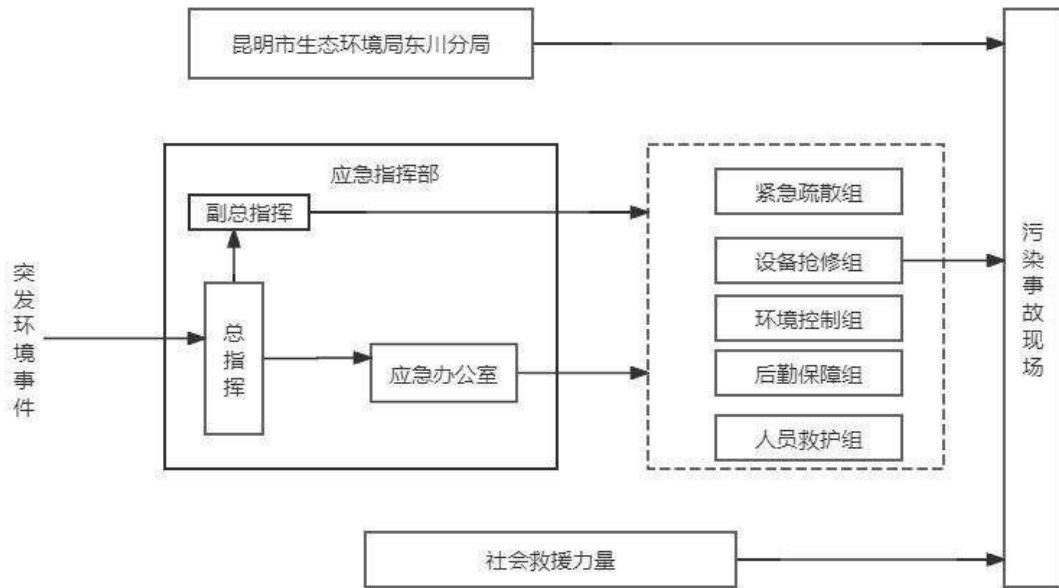 昆明市生态环境局东川分局
应急指挥部
副总指挥
总指挥
应急办公室
突发环境事件
紧急疏散组
设备抢修组
环境控制组
后勤保障组
人员救护组
污染事故现场
社会救援力量